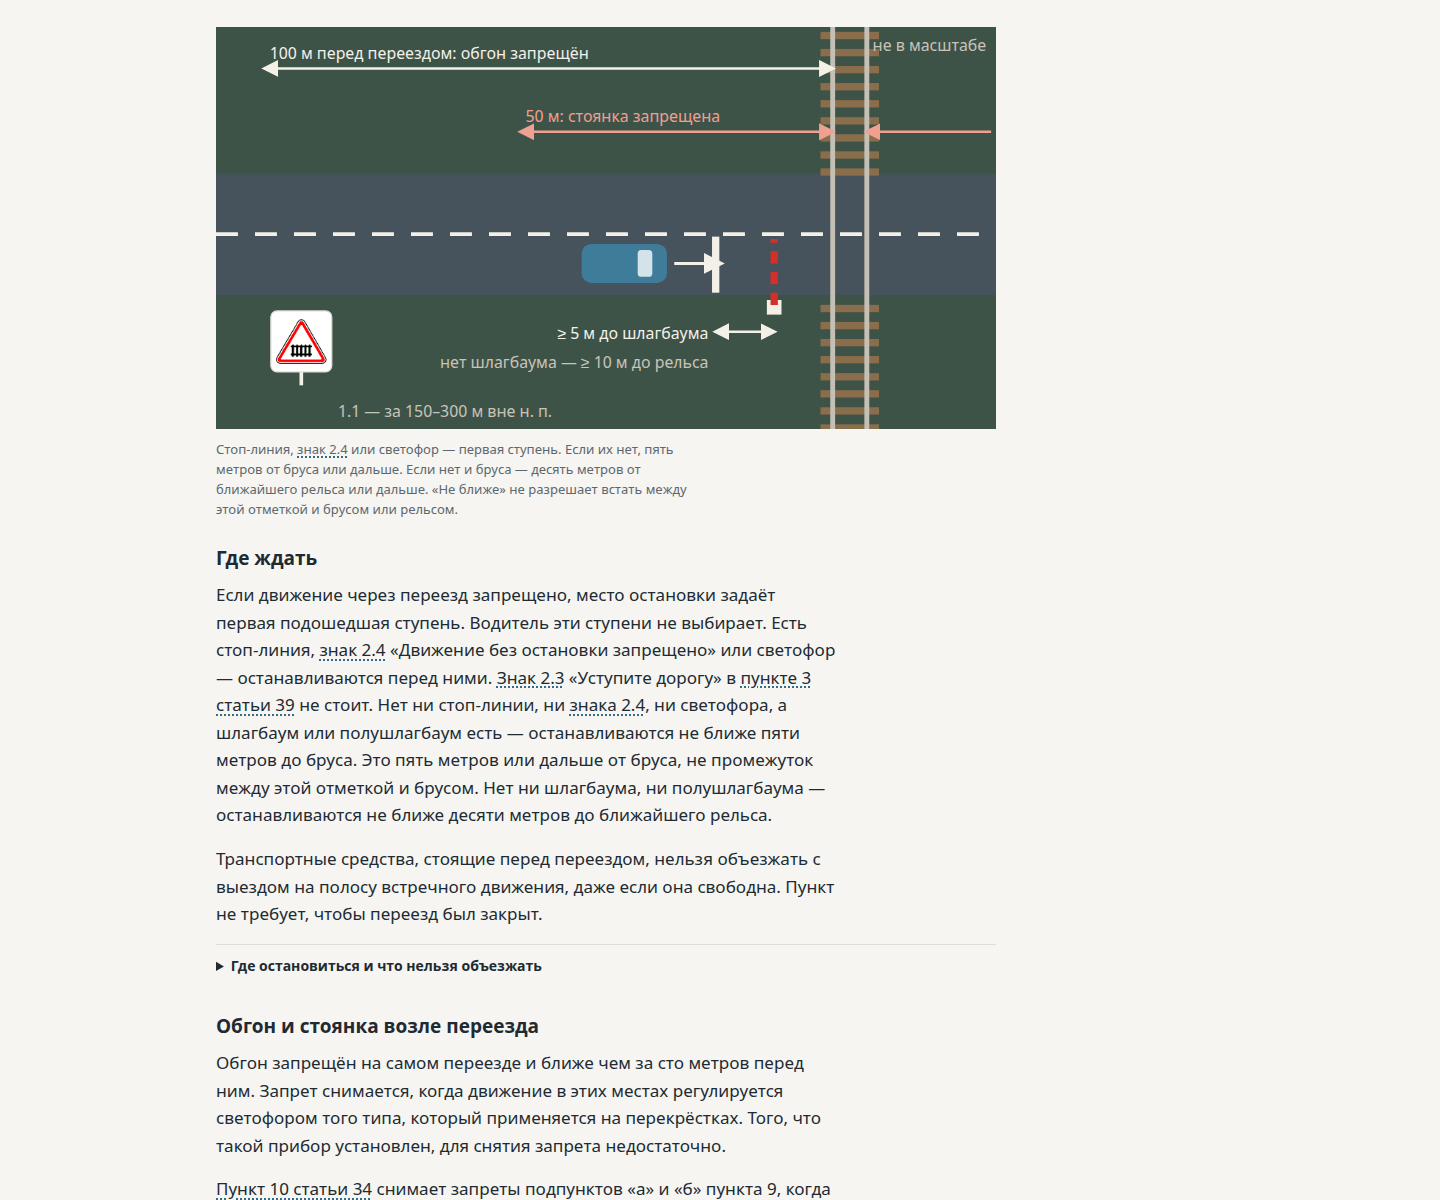 100 м перед переездом: обгон запрещён
не в масштабе
50 м: стоянка запрещена
≥ 5 м до шлагбаума
нет шлагбаума — ≥ 10 м до рельса
1.1 — за 150–300 м вне н. п.
Стоп-линия, знак 2.4 или светофор — первая ступень. Если их нет, пять
метров от бруса или дальше. Если нет и бруса — десять метров от
ближайшего рельса или дальше. «Не ближе» не разрешает встать между
этой отметкой и брусом или рельсом.
Где ждать
Если движение через переезд запрещено, место остановки задаёт
первая подошедшая ступень. Водитель эти ступени не выбирает. Есть
стоп-линия, знак 2.4 «Движение без остановки запрещено» или светофор
— останавливаются перед ними. Знак 2.3 «Уступите дорогу» в пункте 3
статьи 39 не стоит. Нет ни стоп-линии, ни знака 2.4, ни светофора, а
шлагбаум или полушлагбаум есть — останавливаются не ближе пяти
метров до бруса. Это пять метров или дальше от бруса, не промежуток
между этой отметкой и брусом. Нет ни шлагбаума, ни полушлагбаума —
останавливаются не ближе десяти метров до ближайшего рельса.
Транспортные средства, стоящие перед переездом, нельзя объезжать с
выездом на полосу встречного движения, даже если она свободна. Пункт
не требует, чтобы переезд был закрыт.
Где остановиться и что нельзя объезжать
Обгон и стоянка возле переезда
Обгон запрещён на самом переезде и ближе чем за сто метров перед
ним. Запрет снимается, когда движение в этих местах регулируется
светофором того типа, который применяется на перекрёстках. Того, что
такой прибор установлен, для снятия запрета недостаточно.
Пункт 10 статьи 34 снимает запреты подпунктов «а» и «б» пункта 9, когда